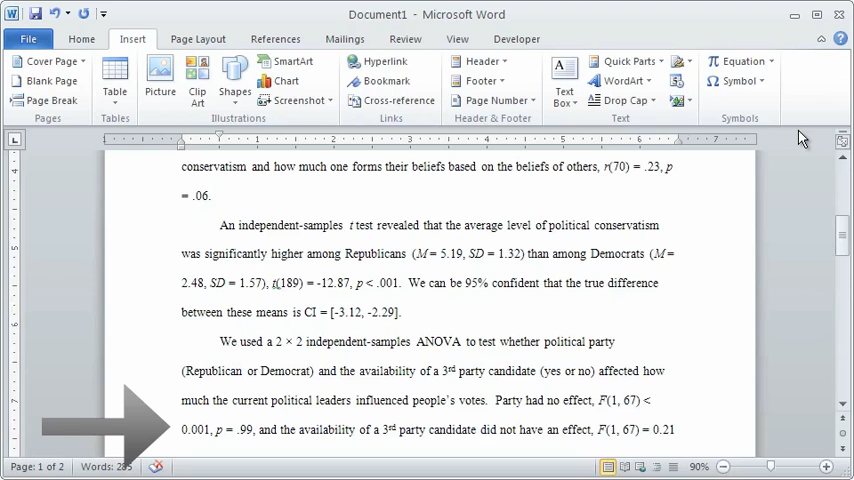 Document1 - Microsoft Word
File Home Insert Page Layout References Mailings Review View Developer
Cover Page
Blank Page
Page Break
Pages
Table
Tables
Picture
Clip Art
Shapes
SmartArt
Chart
Screenshot
Illustrations
Hyperlink
Bookmark
Cross-reference
Links
Header
Footer
Page Number
Header & Footer
Text Box
Quick Parts
WordArt
Drop Cap
Text
π Equation
Ω Symbol
Symbols
1 2 3 4 5 6 7
conservatism and how much one forms their beliefs based on the beliefs of others, r(70) = .23, p
= .06.
An independent-samples t test revealed that the average level of political conservatism
was significantly higher among Republicans (M = 5.19, SD = 1.32) than among Democrats (M =
2.48, SD = 1.57), t(189) = -12.87, p < .001.  We can be 95% confident that the true difference
between these means is CI = [-3.12, -2.29].
We used a 2 × 2 independent-samples ANOVA to test whether political party
(Republican or Democrat) and the availability of a 3rd party candidate (yes or no) affected how
much the current political leaders influenced people's votes.  Party had no effect, F(1, 67) <
0.001, p = .99, and the availability of a 3rd party candidate did not have an effect, F(1, 67) = 0.21
Page: 1 of 2 Words: 285 90%